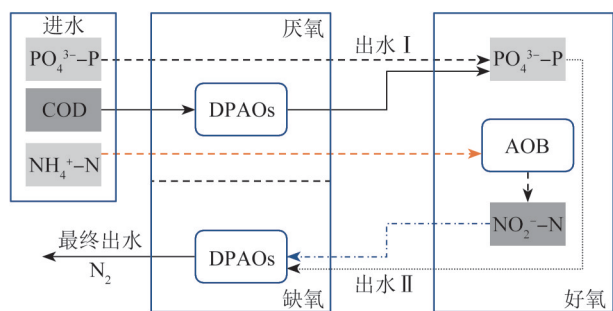 进水
PO₄³⁻–P
COD
NH₄⁺–N
厌氧
DPAOs
出水 I
PO₄³⁻–P
AOB
NO₂⁻–N
好氧
DPAOs
缺氧
出水 II
最终出水
N₂